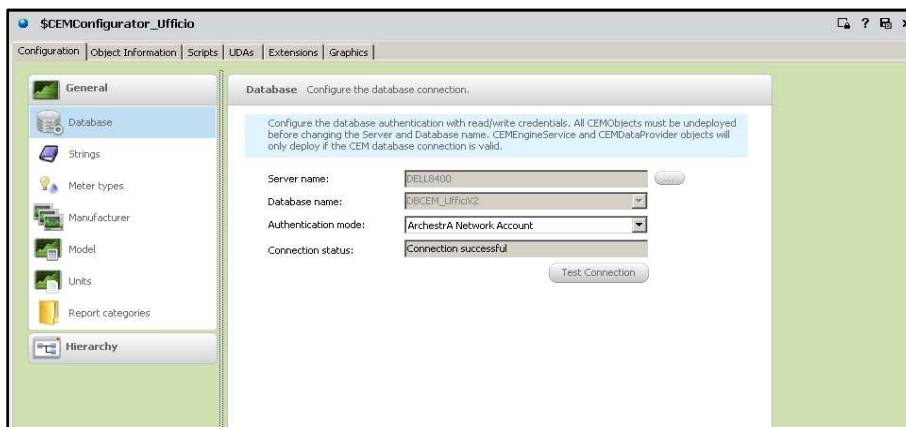 $CEMConfigurator_Ufficio
?
Configuration Object Information Scripts UDAs Extensions Graphics
General
Database
Strings
Meter types
Manufacturer
Model
Units
Report categories
Hierarchy
Database Configure the database connection.
Configure the database authentication with read/write credentials. All CEMObjects must be undeployed
before changing the Server and Database name. CEMEngineService and CEMDataProvider objects will
only deploy if the CEM database connection is valid.
Server name: DELL8400 ...
Database name: DBCEM_UfficiV2
Authentication mode: ArchestrA Network Account
Connection status: Connection successful
Test Connection